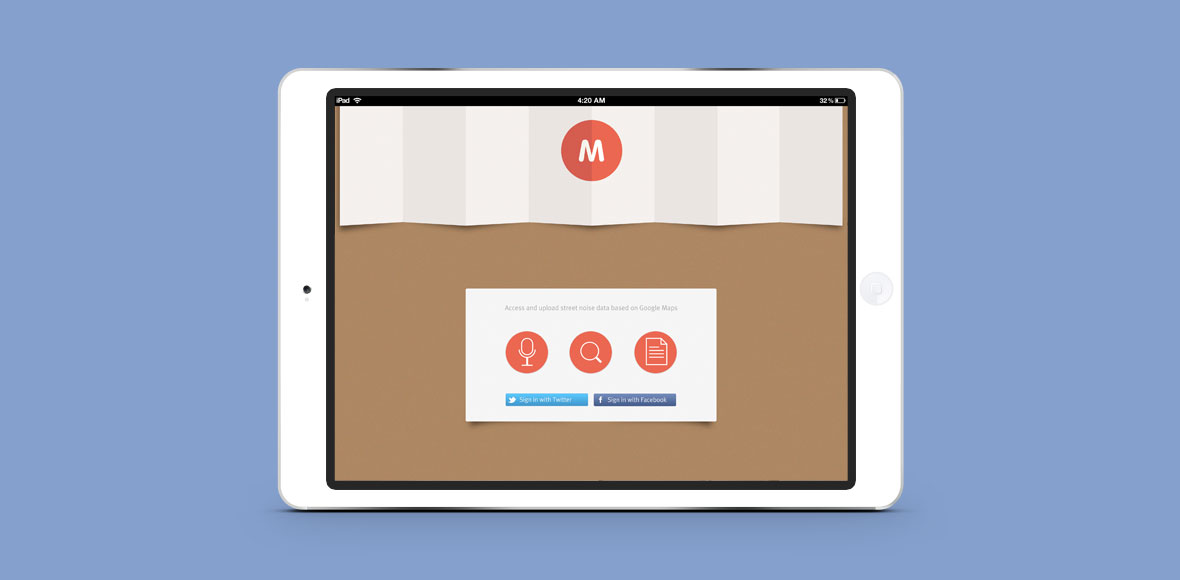 iPad 4:20 AM 32%
M
Access and upload street noise data based on Google Maps
Sign in with Twitter Sign in with Facebook